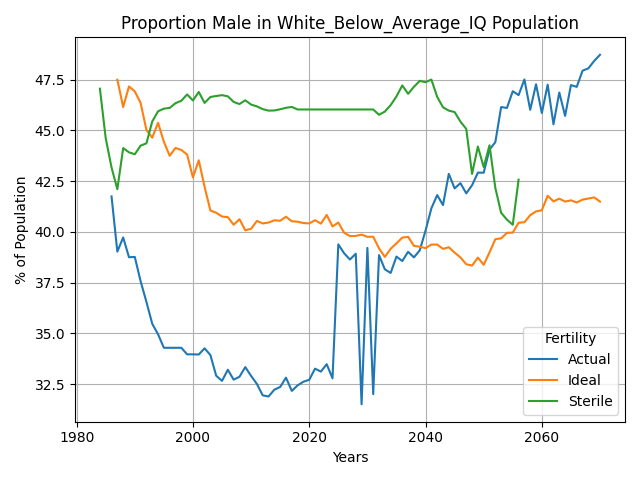 Proportion Male in White_Below_Average_IQ Population
% of Population
47.5
45.0
42.5
40.0
37.5
35.0
32.5
1980 2000 2020 2040 2060
Years
Fertility
Actual
Ideal
Sterile